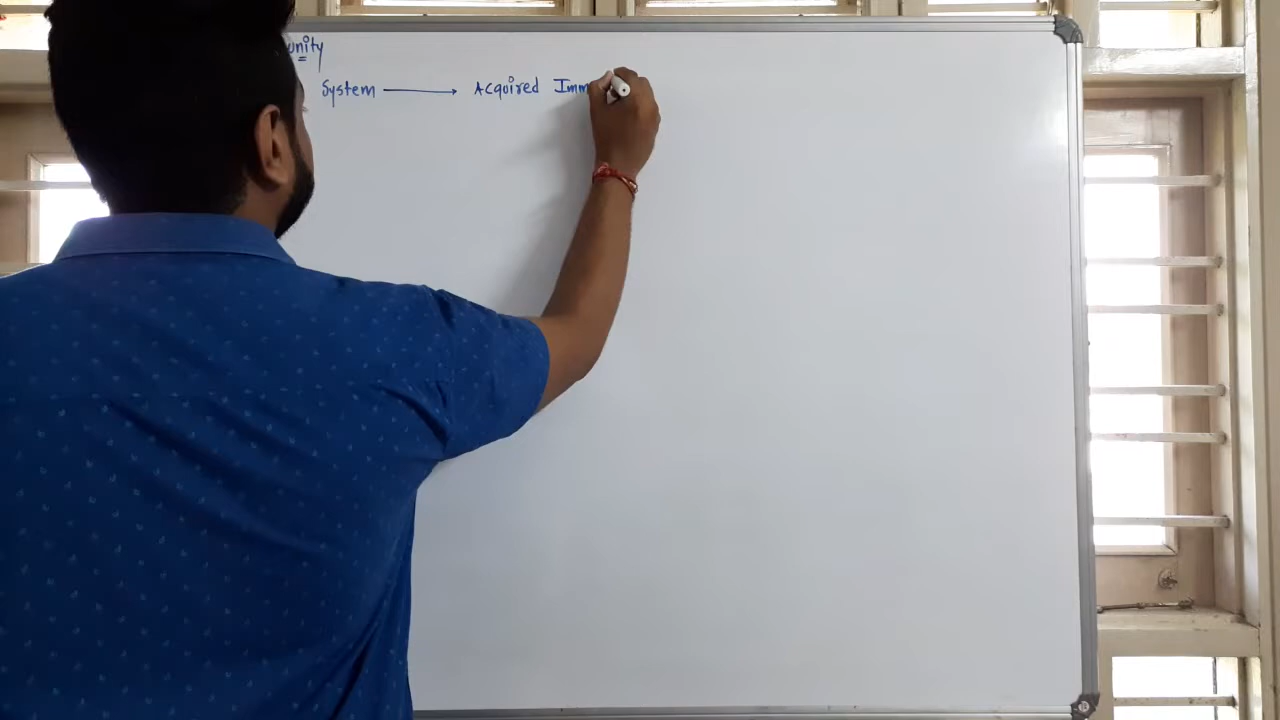 unity
System → Acquired Imm